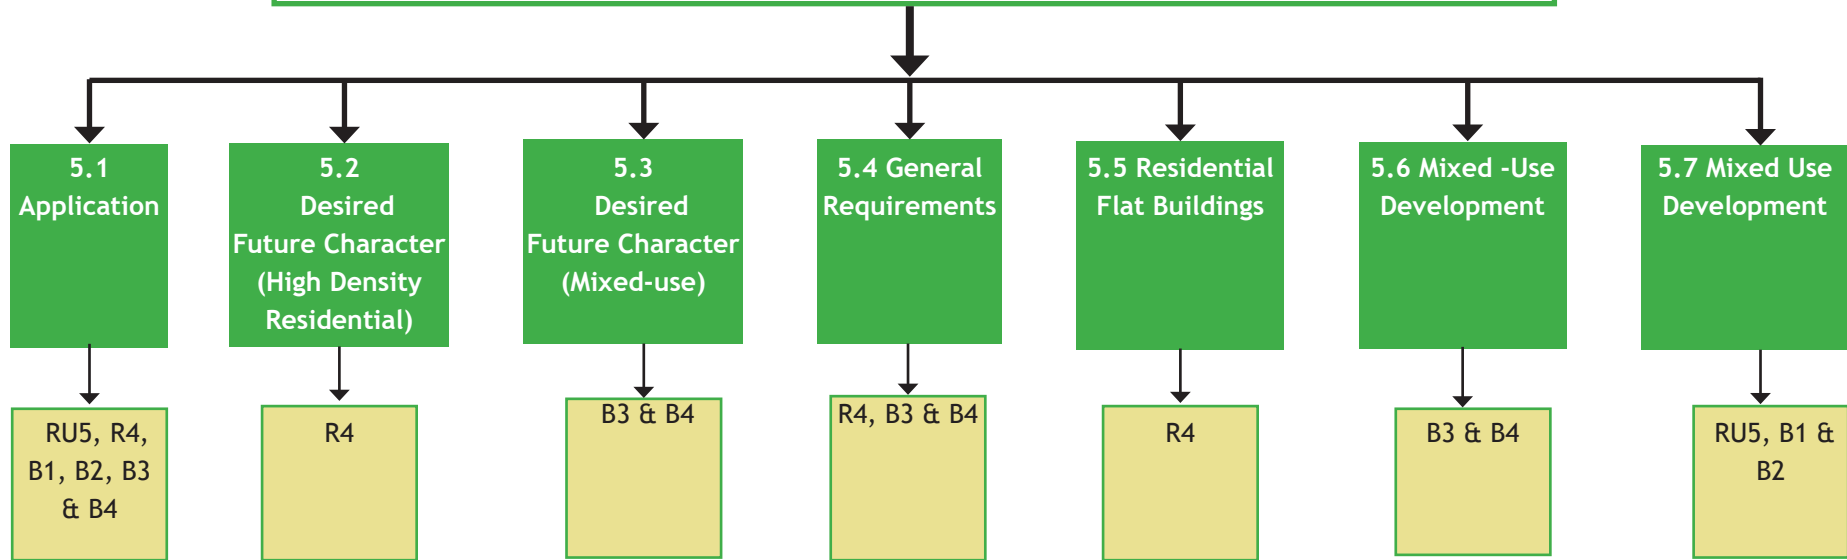 5.1
Application
5.2
Desired
Future Character
(High Density
Residential)
5.3
Desired
Future Character
(Mixed-use)
5.4 General
Requirements
5.5 Residential
Flat Buildings
5.6 Mixed -Use
Development
5.7 Mixed Use
Development
RU5, R4,
B1, B2, B3
& B4
R4
B3 & B4
R4, B3 & B4
R4
B3 & B4
RU5, B1 &
B2